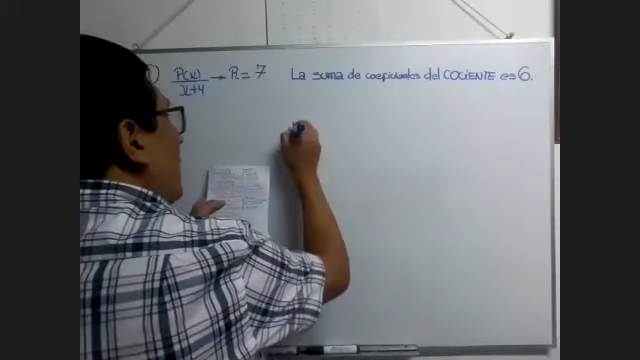 P(x)/x+4 → R = 7 La suma de coeficientes del COCIENTE es 6.